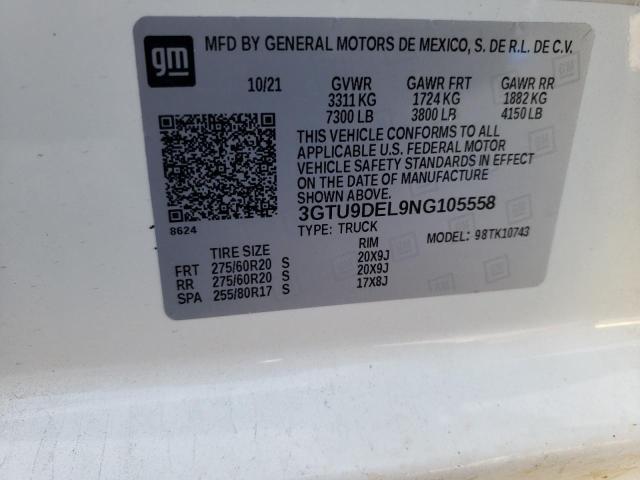 gm MFD BY GENERAL MOTORS DE MEXICO, S. DE R.L. DE C.V.
10/21 GVWR GAWR FRT GAWR RR
3311 KG 1724 KG 1882 KG
7300 LB 3800 LB 4150 LB
THIS VEHICLE CONFORMS TO ALL
APPLICABLE U.S. FEDERAL MOTOR
VEHICLE SAFETY STANDARDS IN EFFECT
ON THE DATE OF MANUFACTURE
SHOWN ABOVE.
3GTU9DEL9NG105558
8624 TYPE: TRUCK MODEL: 98TK10743
TIRE SIZE RIM
FRT 275/60R20 S 20X9J
RR 275/60R20 S 20X9J
SPA 255/80R17 S 17X8J